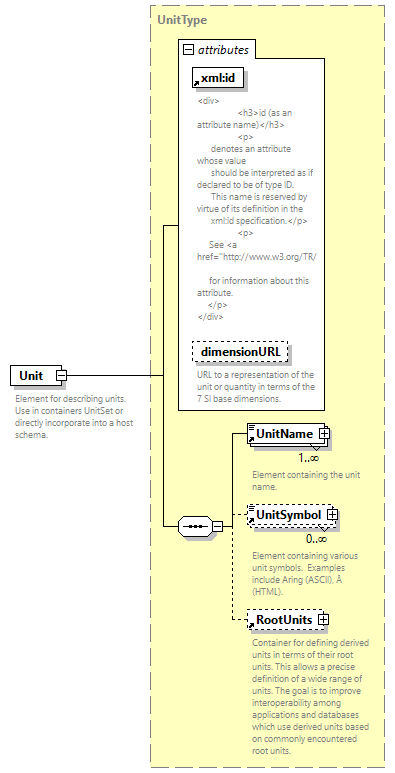 UnitType
attributes
xml:id
<div>
<h3>id (as an
attribute name)</h3>
<p>
denotes an attribute
whose value
should be interpreted as if
declared to be of type ID.
This name is reserved by
virtue of its definition in the
xml:id specification.</p>
<p>
See <a
href="http://www.w3.org/TR/
for information about this
attribute.
</p>
</div>
dimensionURL
URL to a representation of the
unit or quantity in terms of the
7 SI base dimensions.
Unit
Element for describing units.
Use in containers UnitSet or
directly incorporate into a host
schema.
UnitName
1..∞
Element containing the unit
name.
UnitSymbol
0..∞
Element containing various
unit symbols. Examples
include Aring (ASCII), Å
(HTML).
RootUnits
Container for defining derived
units in terms of their root
units. This allows a precise
definition of a wide range of
units. The goal is to improve
interoperability among
applications and databases
which use derived units based
on commonly encountered
root units.